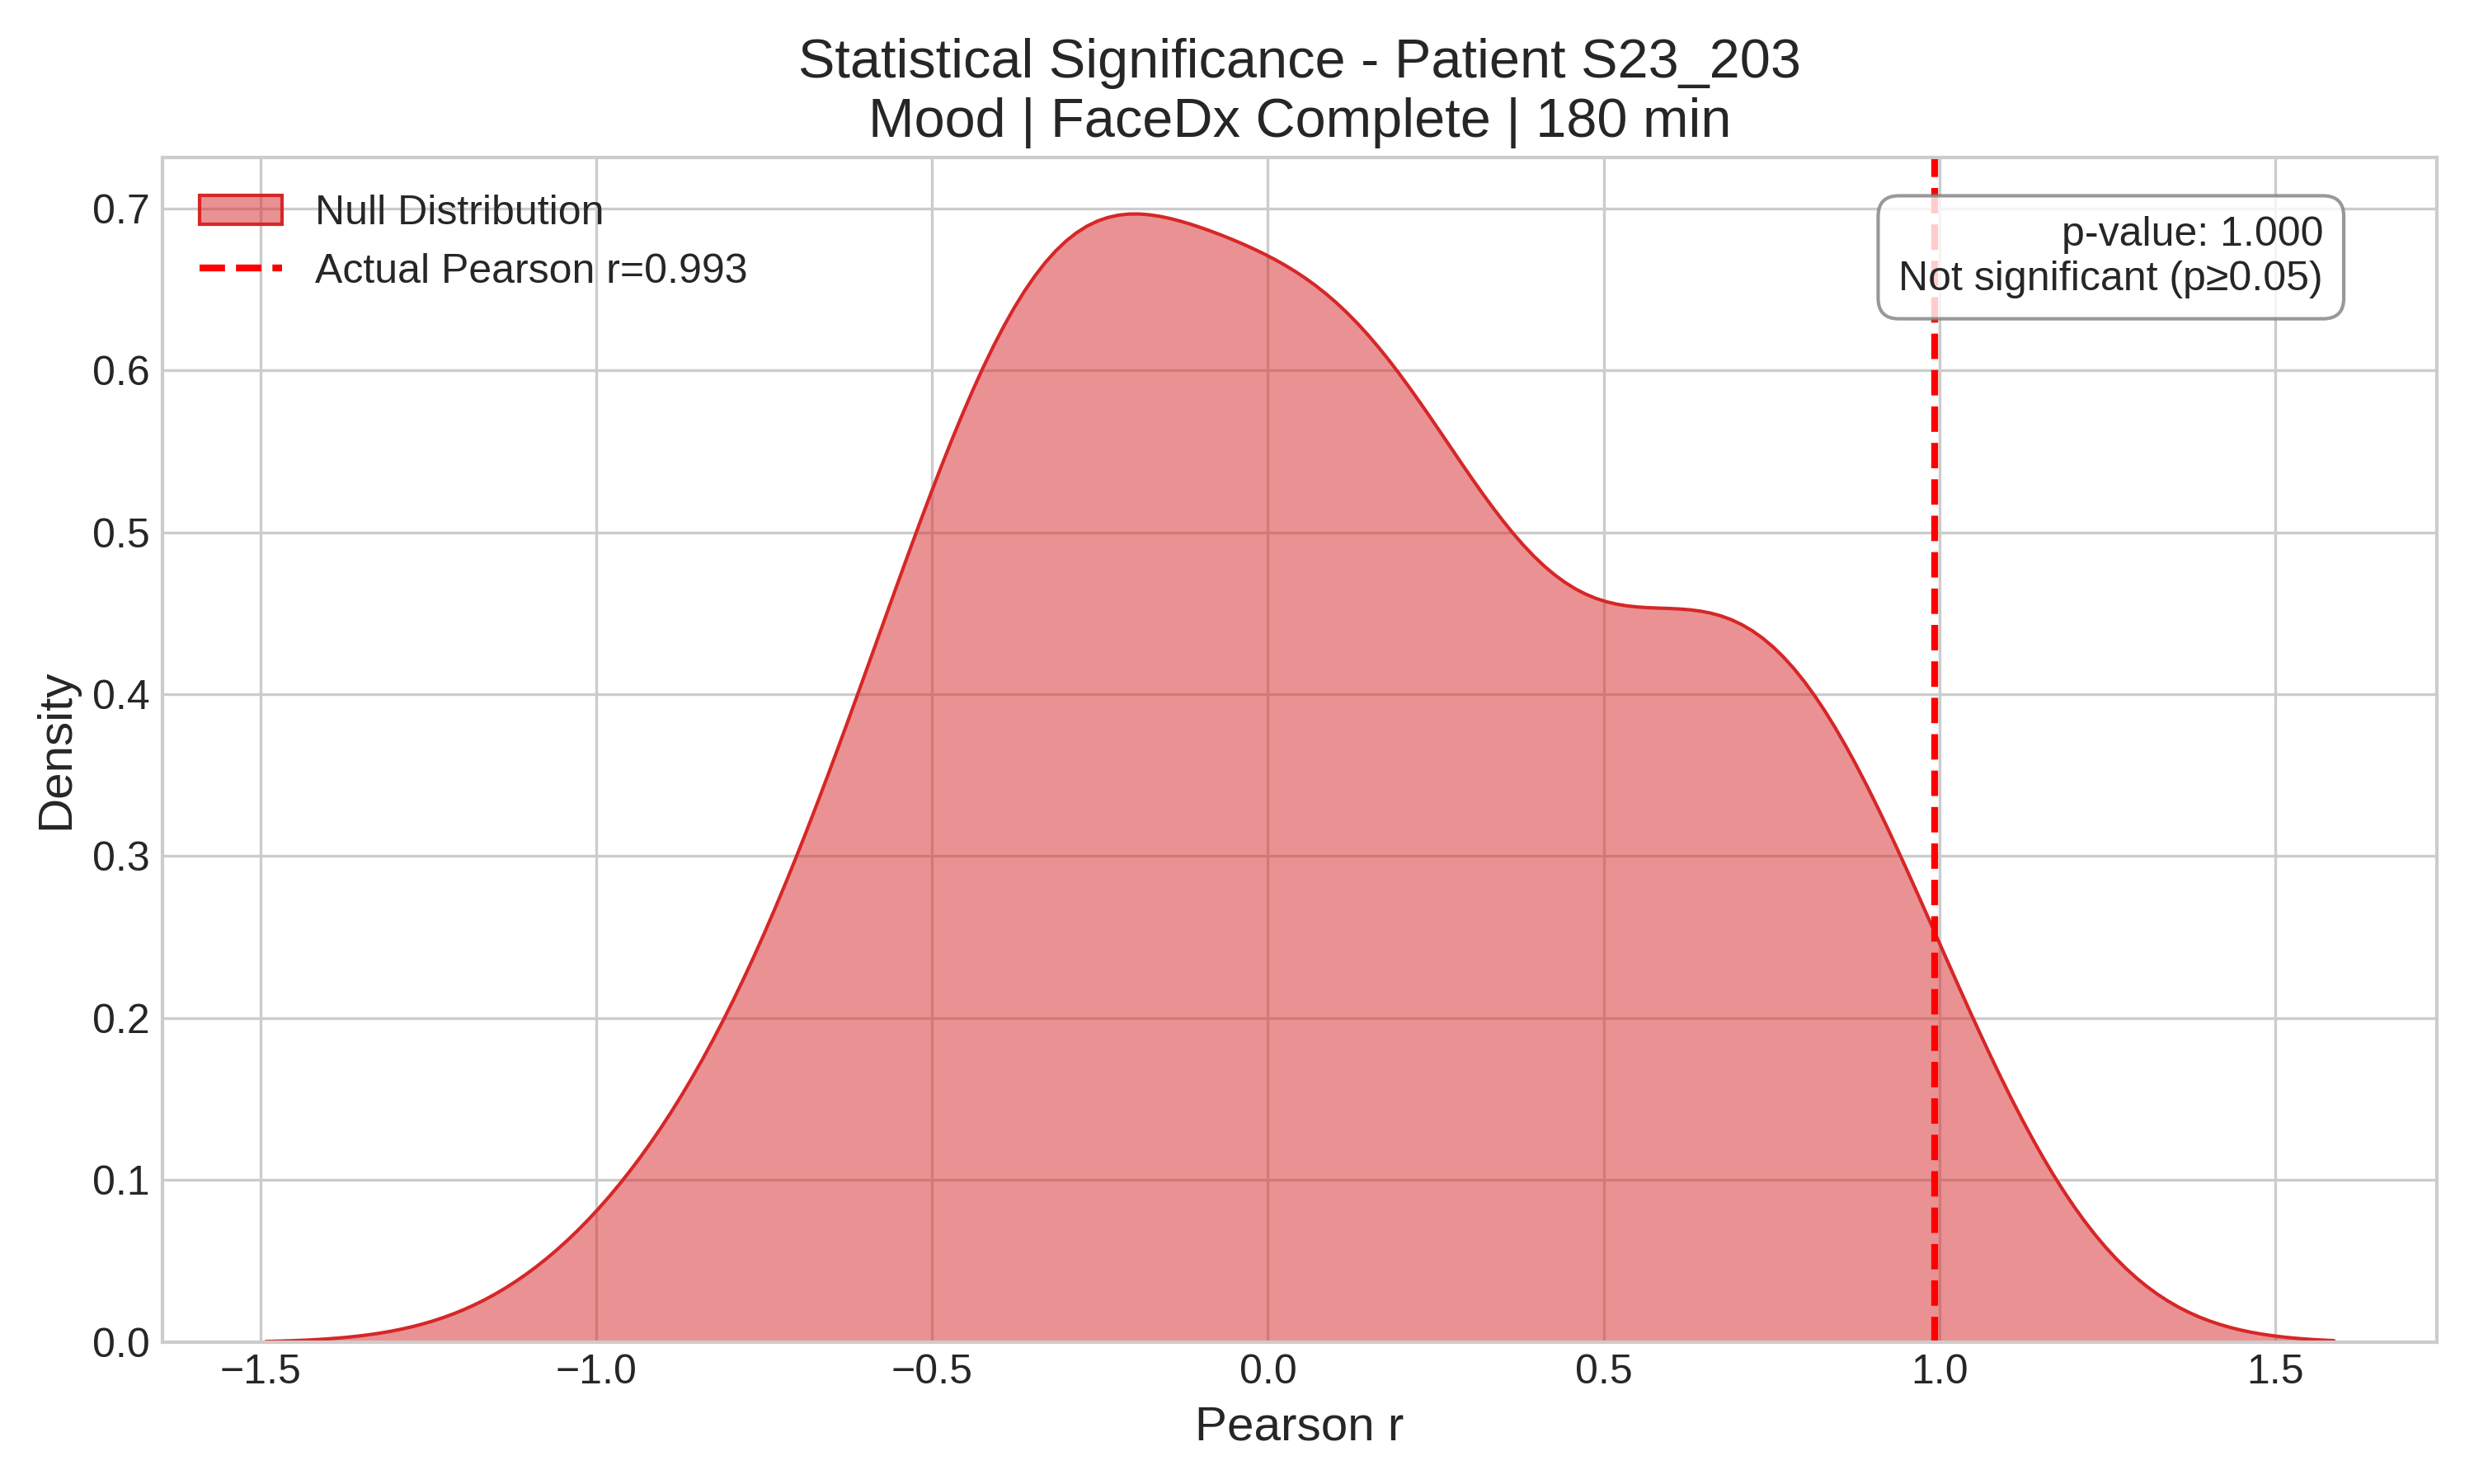 Statistical Significance - Patient S23_203
Mood | FaceDx Complete | 180 min
Null Distribution
Actual Pearson r=0.993
p-value: 1.000
Not significant (p≥0.05)
Density
0.7
0.6
0.5
0.4
0.3
0.2
0.1
0.0
−1.5 −1.0 −0.5 0.0 0.5 1.0 1.5
Pearson r